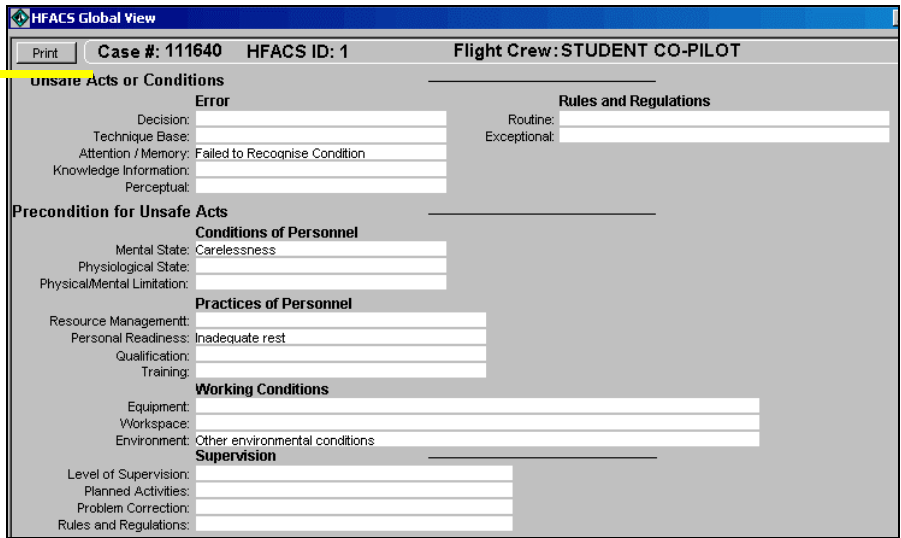 HFACS Global View
Print Case #: 111640 HFACS ID: 1 Flight Crew: STUDENT CO-PILOT
Unsafe Acts or Conditions
Error Rules and Regulations
Decision: Routine:
Technique Base: Exceptional:
Attention / Memory: Failed to Recognise Condition
Knowledge Information:
Perceptual:
Precondition for Unsafe Acts
Conditions of Personnel
Mental State: Carelessness
Physiological State:
Physical/Mental Limitation:
Practices of Personnel
Resource Managementt:
Personal Readiness: Inadequate rest
Qualification:
Training:
Working Conditions
Equipment:
Workspace:
Environment: Other environmental conditions
Supervision
Level of Supervision:
Planned Activities:
Problem Correction:
Rules and Regulations: